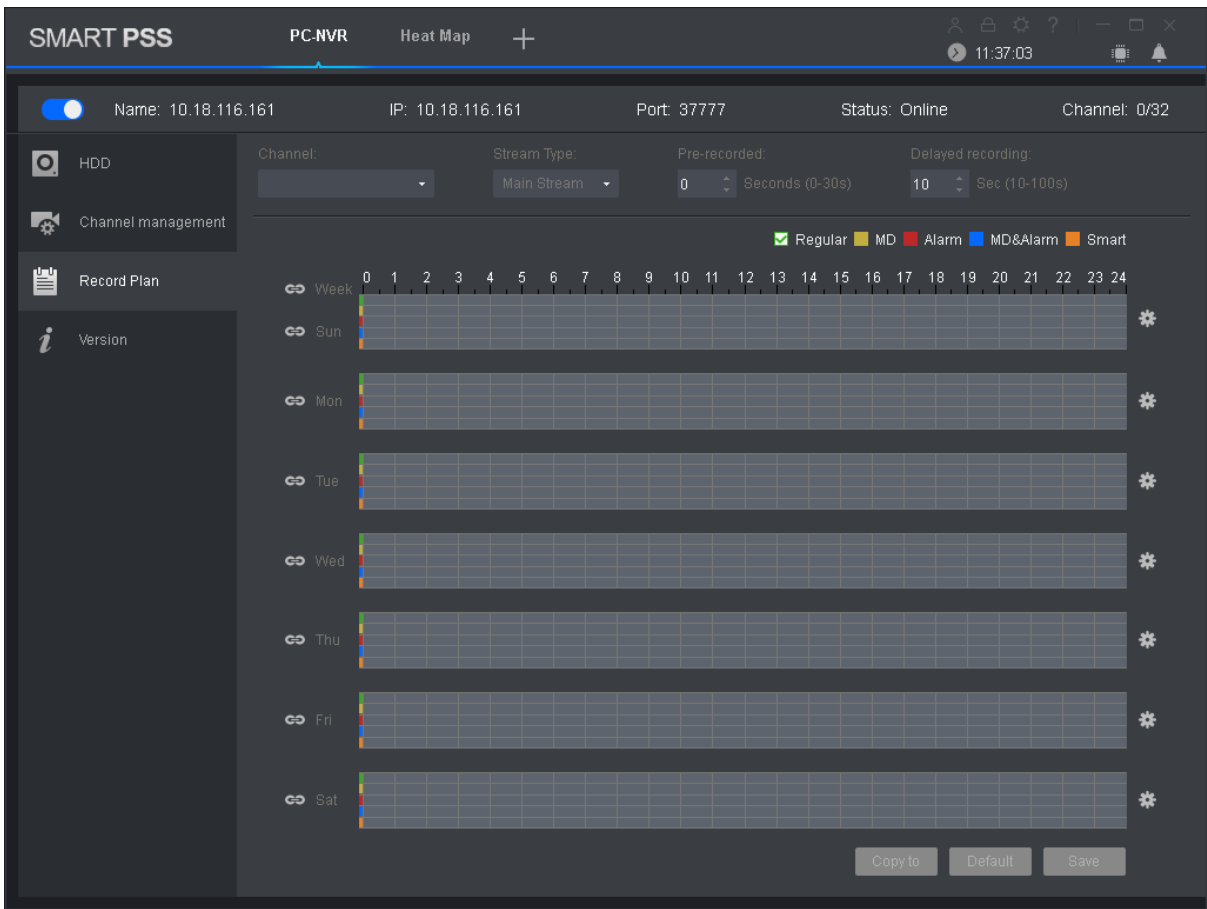 SMART PSS PC-NVR Heat Map
11:37:03
Name: 10.18.116.161 IP: 10.18.116.161 Port: 37777 Status: Online Channel: 0/32
HDD
Channel management
Record Plan
Version
Channel: Stream Type: Pre-recorded: Delayed recording:
Main Stream 0 Seconds (0-30s) 10 Sec (10-100s)
Regular MD Alarm MD&Alarm Smart
Week 0 1 2 3 4 5 6 7 8 9 10 11 12 13 14 15 16 17 18 19 20 21 22 23 24
Sun
Mon
Tue
Wed
Thu
Fri
Sat
Copy to Default Save